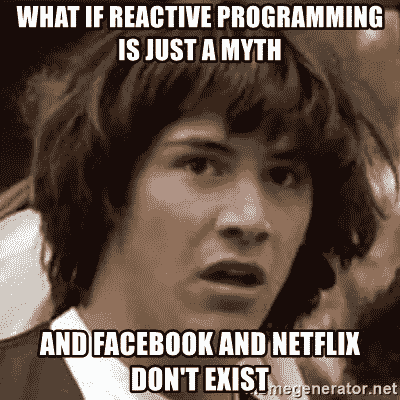 WHAT IF REACTIVE PROGRAMMING
IS JUST A MYTH
AND FACEBOOK AND NETFLIX
DON'T EXIST
memegenerator.net